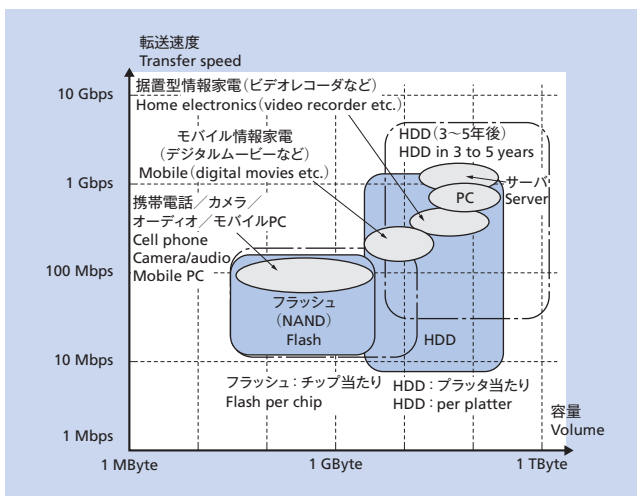 転送速度
Transfer speed
据置型情報家電（ビデオレコーダなど）
Home electronics（video recorder etc.）
10 Gbps
モバイル情報家電
（デジタルムービーなど）
Mobile（digital movies etc.）
HDD（3〜5年後）
HDD in 3 to 5 years
1 Gbps
サーバ
Server
PC
携帯電話／カメラ／
オーディオ／モバイルPC
Cell phone
Camera/audio
Mobile PC
100 Mbps
フラッシュ
（NAND）
Flash
HDD
10 Mbps
フラッシュ：チップ当たり
Flash per chip
HDD：プラッタ当たり
HDD：per platter
容量
Volume
1 Mbps
1 MByte
1 GByte
1 TByte